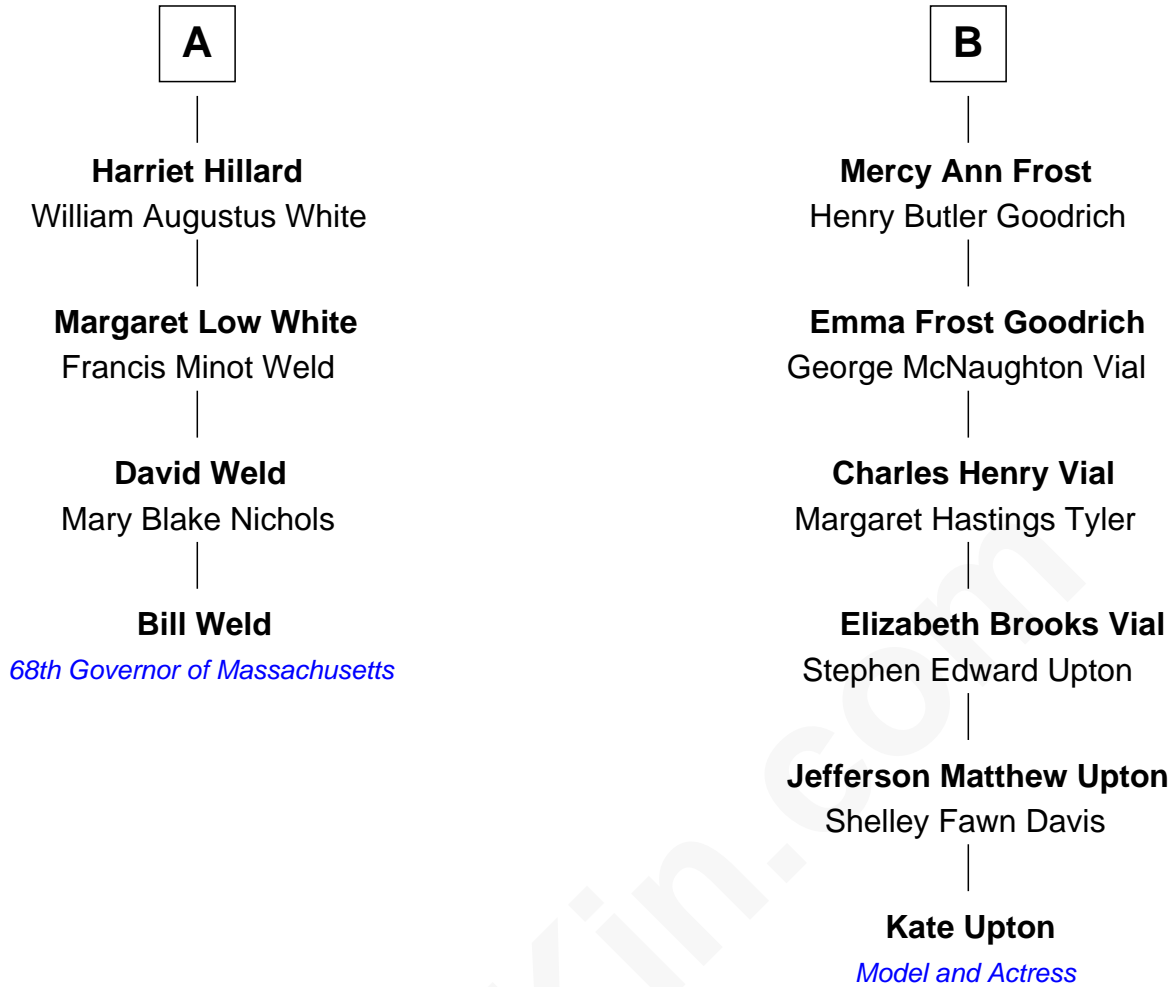 A
Harriet Hillard
William Augustus White
Margaret Low White
Francis Minot Weld
David Weld
Mary Blake Nichols
Bill Weld
68th Governor of Massachusetts
B
Mercy Ann Frost
Henry Butler Goodrich
Emma Frost Goodrich
George McNaughton Vial
Charles Henry Vial
Margaret Hastings Tyler
Elizabeth Brooks Vial
Stephen Edward Upton
Jefferson Matthew Upton
Shelley Fawn Davis
Kate Upton
Model and Actress